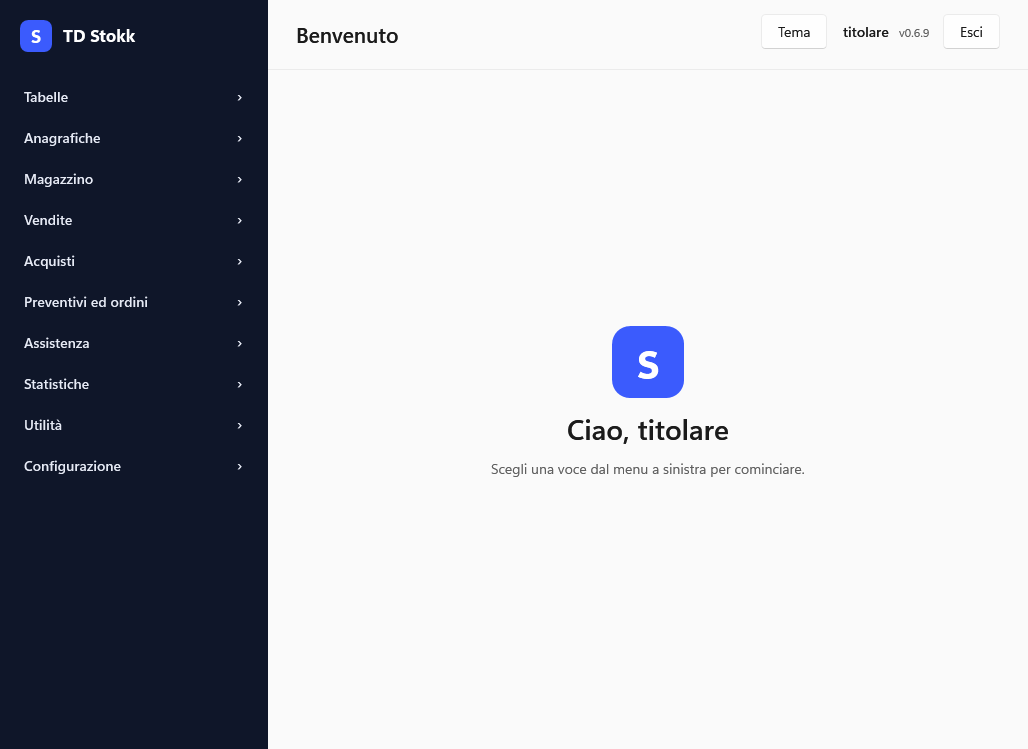 S TD Stokk
Benvenuto
Tema titolare v0.6.9 Esci
Tabelle ›
Anagrafiche ›
Magazzino ›
Vendite ›
Acquisti ›
Preventivi ed ordini ›
Assistenza ›
Statistiche ›
Utilità ›
Configurazione ›
S
Ciao, titolare
Scegli una voce dal menu a sinistra per cominciare.